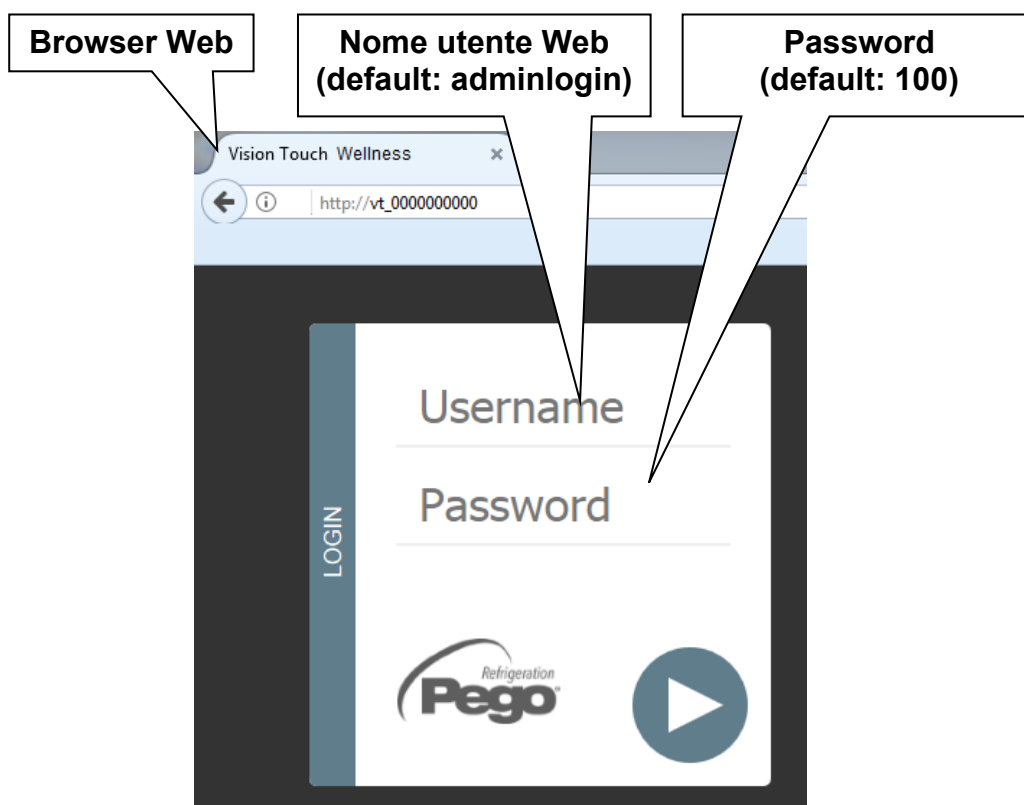 Browser Web
Nome utente Web
(default: adminlogin)
Password
(default: 100)
Vision Touch Wellness
http://vt_0000000000
Username
Password
LOGIN
Refrigeration
Pego®